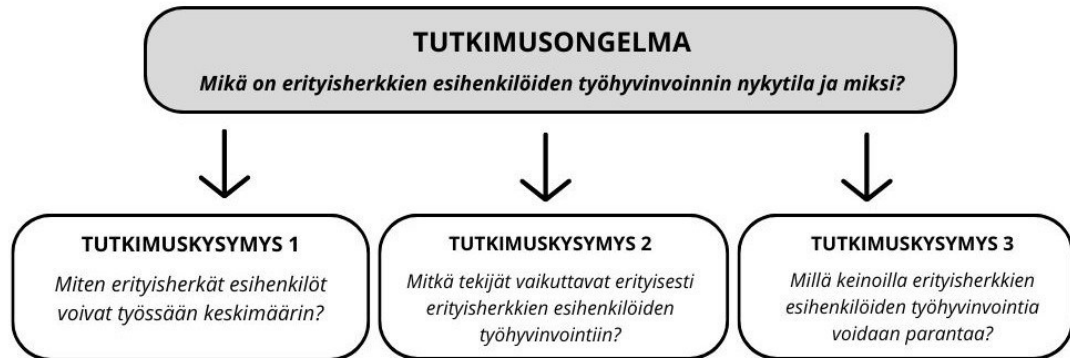 TUTKIMUSONGELMA
Mikä on erityisherkkien esihenkilöiden työhyvinvoinnin nykytila ja miksi?
TUTKIMUSKYSYMYS 1
Miten erityisherkät esihenkilöt
voivat työssään keskimäärin?
TUTKIMUSKYSYMYS 2
Mitkä tekijät vaikuttavat erityisesti
erityisherkkien esihenkilöiden
työhyvinvointiin?
TUTKIMUSKYSYMYS 3
Millä keinoilla erityisherkkien
esihenkilöiden työhyvinvointia
voidaan parantaa?